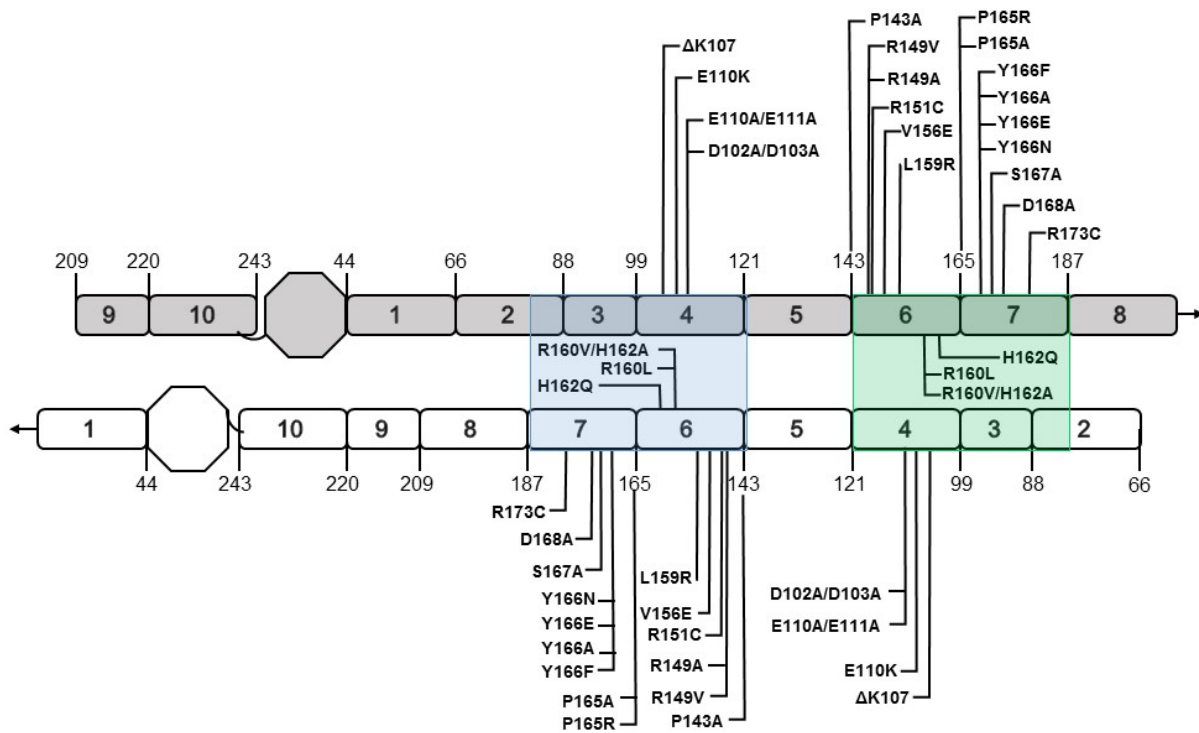 P143A
P165R
R149V
P165A
ΔK107
Y166F
E110K
R149A
Y166A
R151C
E110A/E111A
Y166E
V156E
D102A/D103A
Y166N
L159R
S167A
D168A
R173C
209 220 243 44 66 88 99 121 143 165 187
9 10 1 2 3 4 5 6 7 8
R160V/H162A
H162Q
R160L
R160L
H162Q
R160V/H162A
1 10 9 8 7 6 5 4 3 2
44 243 220 209 187 165 143 121 99 88 66
R173C
D168A
S167A
L159R
D102A/D103A
Y166N
V156E
Y166E
E110A/E111A
R151C
Y166A
R149A
Y166F
E110K
P165A
R149V
ΔK107
P165R
P143A